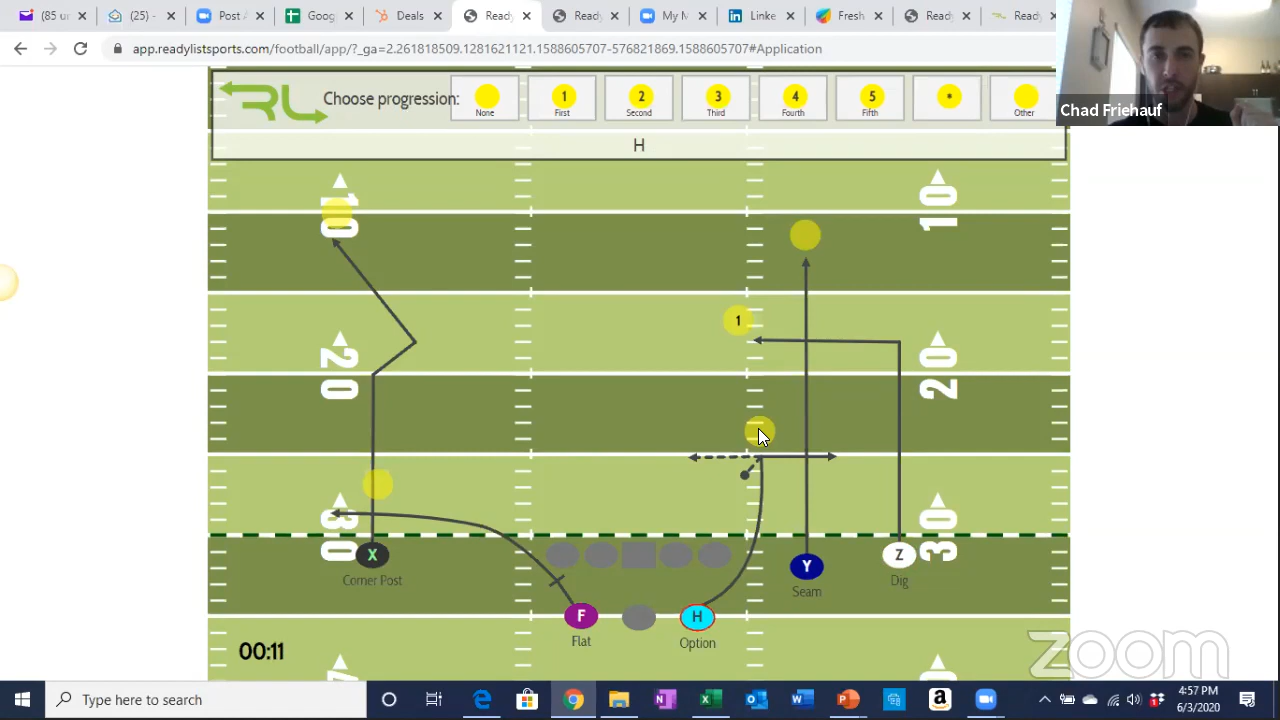 (85 u
(25) -
Post /
Goog
Deals
Ready
Ready
My M
Linke
Fresh
Ready
Ready
app.readylistsports.com/football/app/?_ga=2.261818509.1281621121.1588605707-576821869.1588605707#Application
Chad Friehauf
RL
Choose progression:
1 2 3 4 5 *
None First Second Third Fourth Fifth Other
H
10 10
1
20 20
30 30
X Y Z
Corner Post Seam Dig
F H
Flat Option
00:11
zoom
Type here to search
4:57 PM
6/3/2020